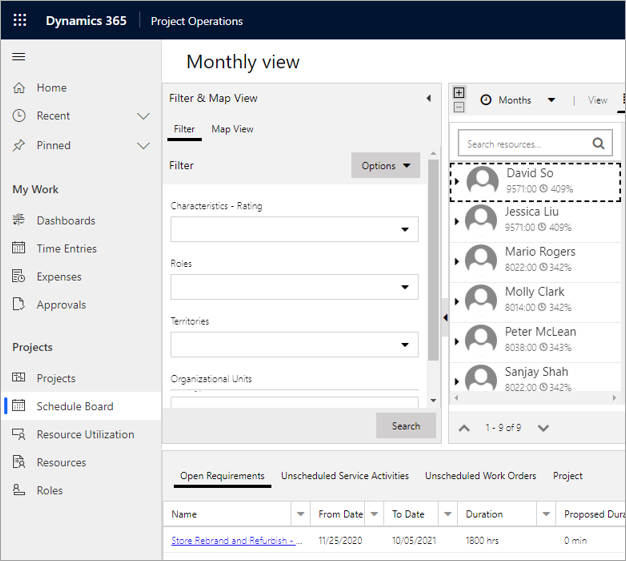 Dynamics 365
Project Operations
Home
Recent
Pinned
My Work
Dashboards
Time Entries
Expenses
Approvals
Projects
Projects
Schedule Board
Resource Utilization
Resources
Roles
Monthly view
Filter & Map View
Filter Map View
Filter
Options
Characteristics - Rating
Roles
Territories
Organizational Units
Search
Months
View
Search resources...
David So
9571:00 409%
Jessica Liu
9571:00 409%
Mario Rogers
8022:00 342%
Molly Clark
8014:00 342%
Peter McLean
8038:00 343%
Sanjay Shah
8022:00 342%
1 - 9 of 9
Open Requirements Unscheduled Service Activities Unscheduled Work Orders Project
Name From Date To Date Duration Proposed Dura
Store Rebrand and Refurbish - ... 11/25/2020 10/05/2021 1800 hrs 0 min